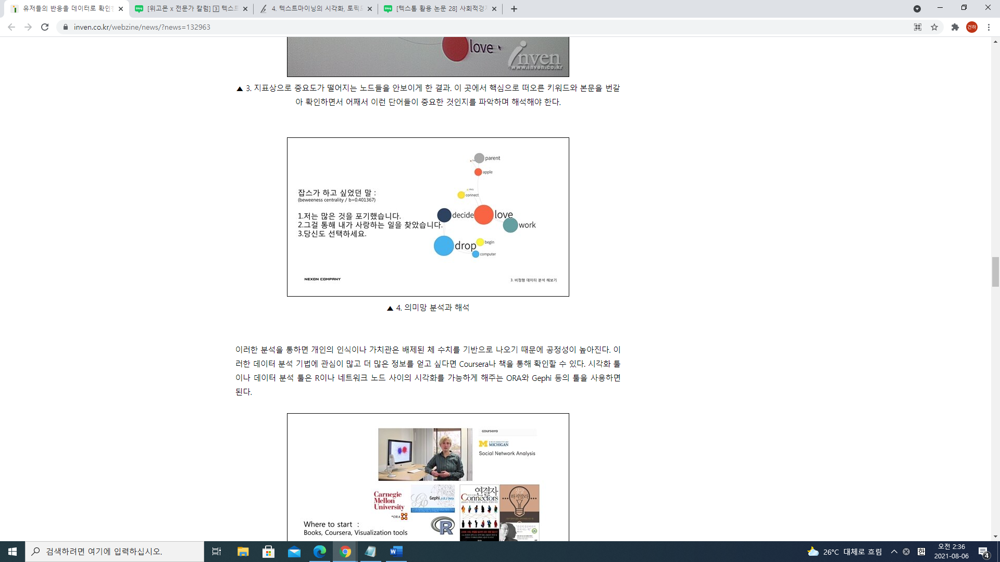 유저들의 반응을 데이터로 확인한
[위고몬 x 전문가 칼럼] 3 텍스트
4. 텍스트마이닝의 시각화, 토픽모
[텍스톰 활용 논문 28] 사회적경제
inven.co.kr/webzine/news/?news=132963
건하
love
inven
www.inven.co.kr
▲ 3. 지표상으로 중요도가 떨어지는 노드들을 안보이게 한 결과. 이 곳에서 핵심으로 떠오른 키워드와 본문을 번갈
아 확인하면서 어째서 이런 단어들이 중요한 것인지를 파악하며 해석해야 한다.
parent
apple
connect
잡스가 하고 싶었던 말 :
(beweeness centrality / b=0.401367)
decide
love
work
1.저는 많은 것을 포기했습니다.
2.그걸 통해 내가 사랑하는 일을 찾았습니다.
3.당신도 선택하세요.
drop
begin
computer
NEXON COMPANY
3. 비정형 데이터 분석 해보기
▲ 4. 의미망 분석과 해석
이러한 분석을 통하면 개인의 인식이나 가치관은 배제된 체 수치를 기반으로 나오기 때문에 공정성이 높아진다. 이
러한 데이터 분석 기법에 관심이 많고 더 많은 정보를 얻고 싶다면 Coursera나 책을 통해 확인할 수 있다. 시각화 툴
이나 데이터 분석 툴은 R이나 네트워크 노드 사이의 시각화를 가능하게 해주는 ORA와 Gephi 등의 툴을 사용하면
된다.
coursera
UNIVERSITY OF
MICHIGAN
Social Network Analysis
Carnegie
Mellon
University
*ORA
Gephi 0.8.2 beta
R
연결자
Connectors
상상
하지말라
Where to start :
Books, Coursera, Visualization tools
검색하려면 여기에 입력하십시오.
26°C 대체로 흐림
한
오전 2:36
2021-08-06
4